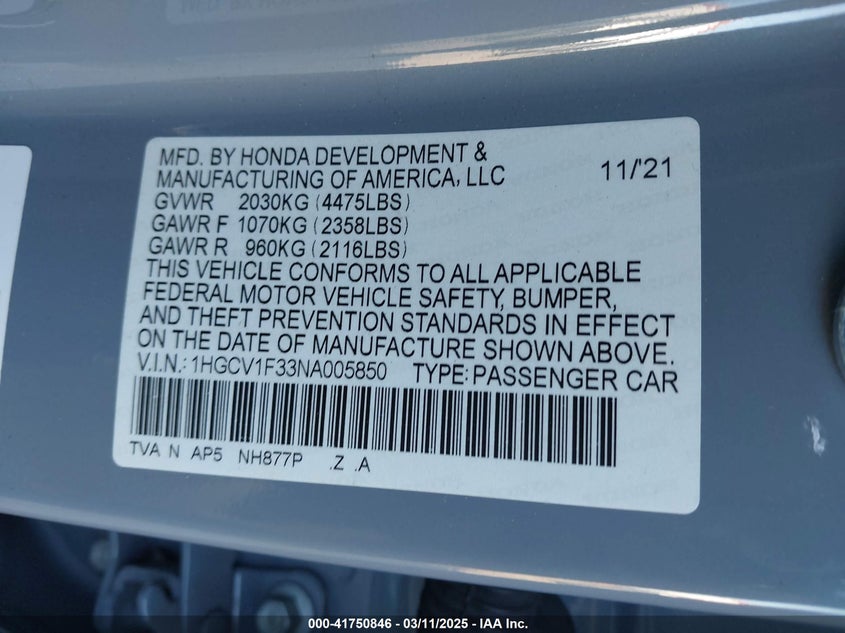 MFD. BY HONDA DEVELOPMENT &
MANUFACTURING OF AMERICA, LLC 11/'21
GVWR 2030KG (4475LBS)
GAWR F 1070KG (2358LBS)
GAWR R 960KG (2116LBS)
THIS VEHICLE CONFORMS TO ALL APPLICABLE
FEDERAL MOTOR VEHICLE SAFETY, BUMPER,
AND THEFT PREVENTION STANDARDS IN EFFECT
ON THE DATE OF MANUFACTURE SHOWN ABOVE.
V.I.N.: 1HGCV1F33NA005850 TYPE: PASSENGER CAR
TVA N AP5 NH877P .Z .A
000-41750846 - 03/11/2025 - IAA Inc.